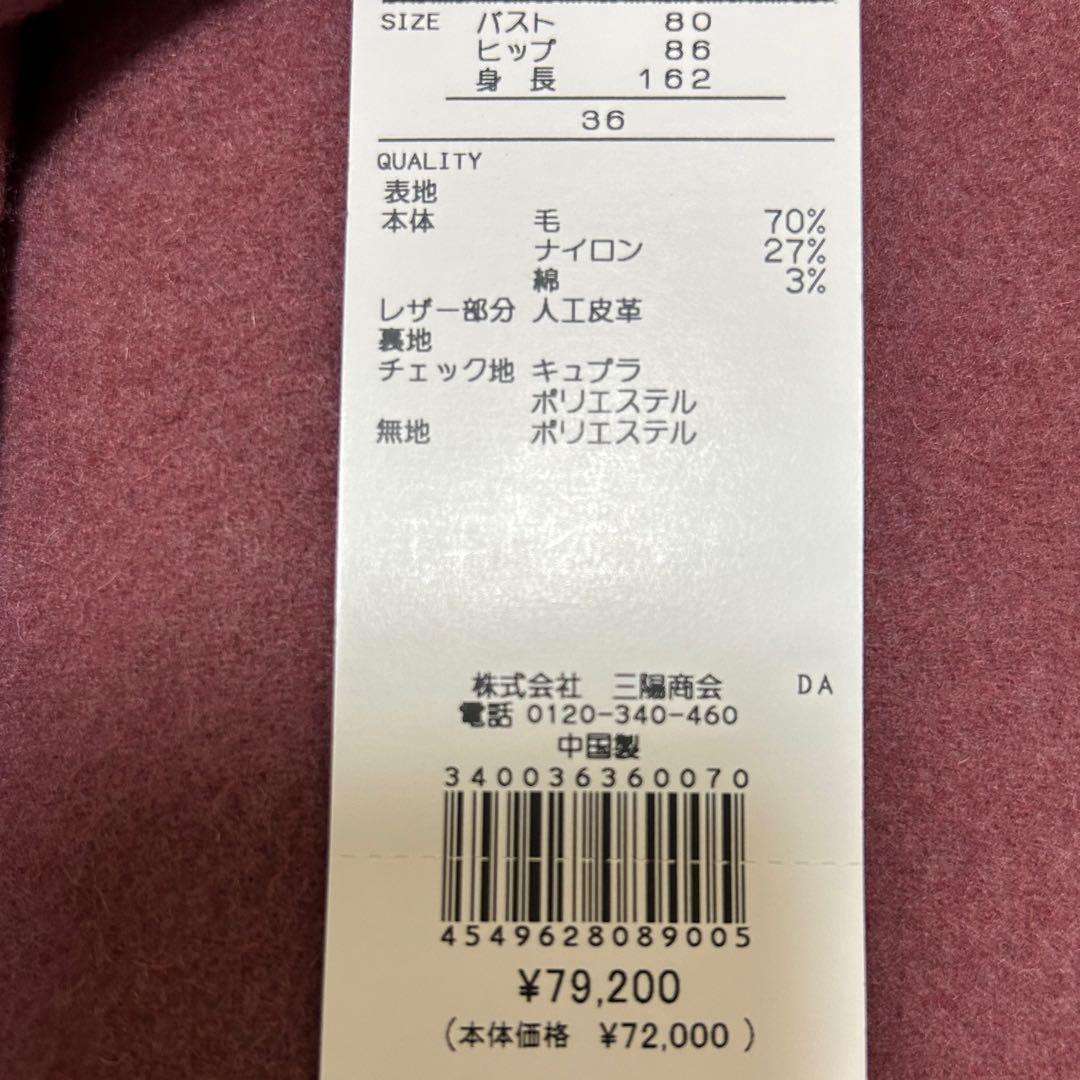 SIZE バスト 80
ヒップ 86
身 長 162
36
QUALITY
表地
本体 毛 70%
ナイロン 27%
綿 3%
レザー部分 人工皮革
裏地
チェック地 キュプラ
ポリエステル
無地 ポリエステル
株式会社 三陽商会 DA
電話 0120-340-460
中国製
340036360070
4549628089005
¥79,200
(本体価格 ¥72,000 )